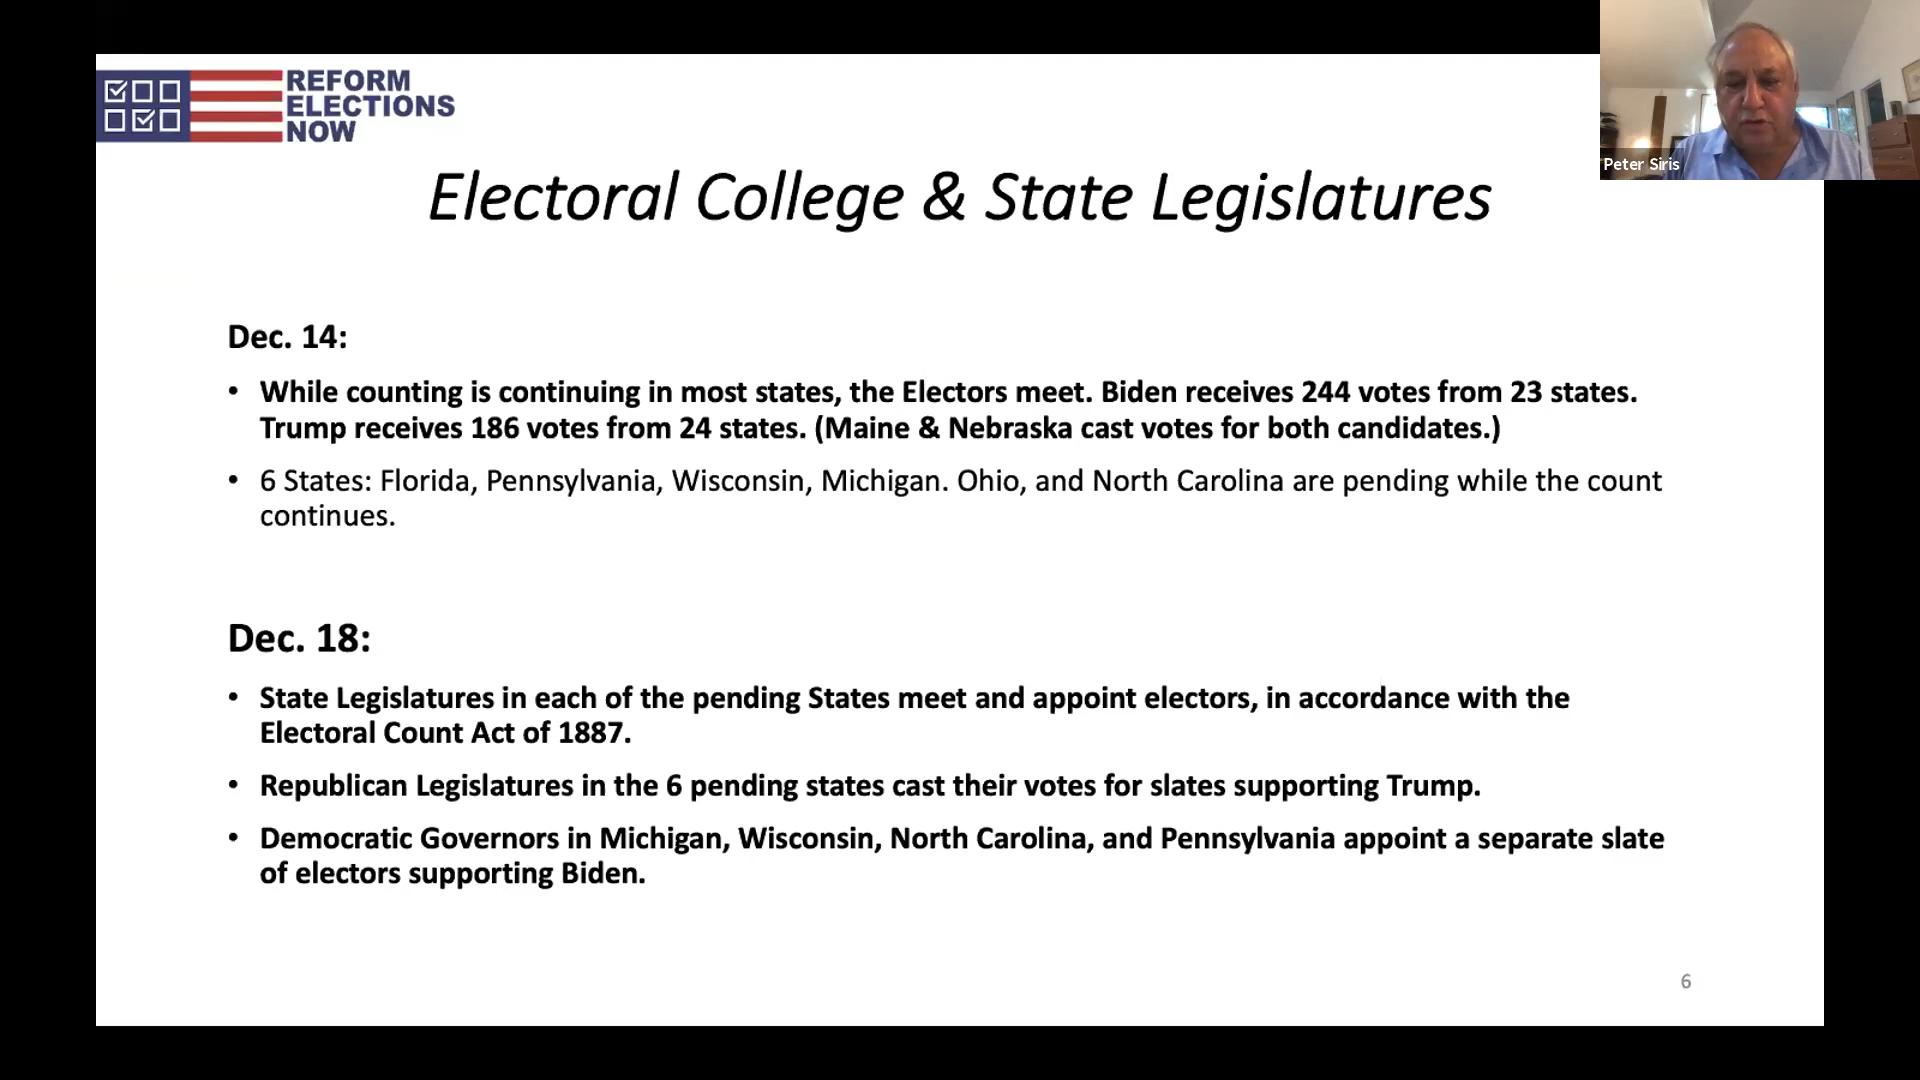 REFORM
ELECTIONS
NOW
Peter Siris
Electoral College & State Legislatures
Dec. 14:
• While counting is continuing in most states, the Electors meet. Biden receives 244 votes from 23 states.
Trump receives 186 votes from 24 states. (Maine & Nebraska cast votes for both candidates.)
• 6 States: Florida, Pennsylvania, Wisconsin, Michigan. Ohio, and North Carolina are pending while the count
continues.
Dec. 18:
• State Legislatures in each of the pending States meet and appoint electors, in accordance with the
Electoral Count Act of 1887.
• Republican Legislatures in the 6 pending states cast their votes for slates supporting Trump.
• Democratic Governors in Michigan, Wisconsin, North Carolina, and Pennsylvania appoint a separate slate
of electors supporting Biden.
6